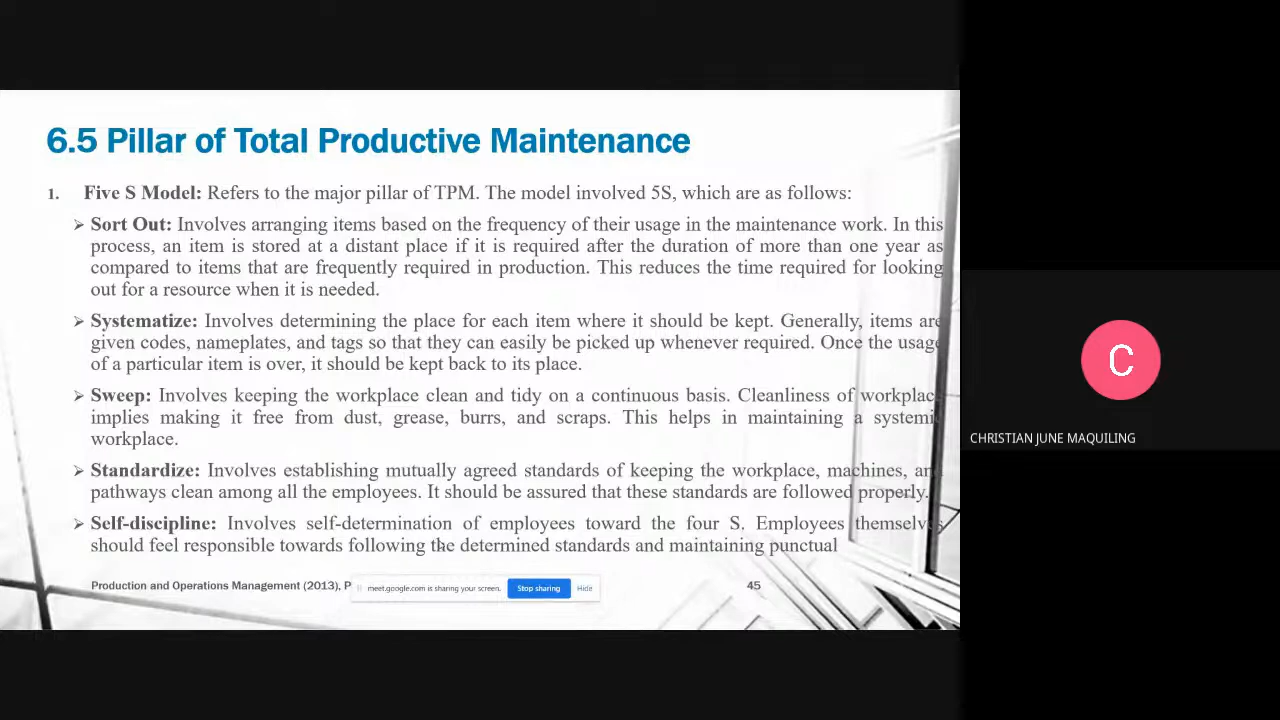 6.5 Pillar of Total Productive Maintenance
1. Five S Model: Refers to the major pillar of TPM. The model involved 5S, which are as follows:
➢ Sort Out: Involves arranging items based on the frequency of their usage in the maintenance work. In this
process, an item is stored at a distant place if it is required after the duration of more than one year as
compared to items that are frequently required in production. This reduces the time required for looking
out for a resource when it is needed.
➢ Systematize: Involves determining the place for each item where it should be kept. Generally, items are
given codes, nameplates, and tags so that they can easily be picked up whenever required. Once the usage
of a particular item is over, it should be kept back to its place.
➢ Sweep: Involves keeping the workplace clean and tidy on a continuous basis. Cleanliness of workplace
implies making it free from dust, grease, burrs, and scraps. This helps in maintaining a systemi
workplace.
➢ Standardize: Involves establishing mutually agreed standards of keeping the workplace, machines, an
pathways clean among all the employees. It should be assured that these standards are followed properly.
➢ Self-discipline: Involves self-determination of employees toward the four S. Employees themselves
should feel responsible towards following the determined standards and maintaining punctual
Production and Operations Management (2013), P
45
meet.google.com is sharing your screen.
Stop sharing
Hide
C
CHRISTIAN JUNE MAQUILING